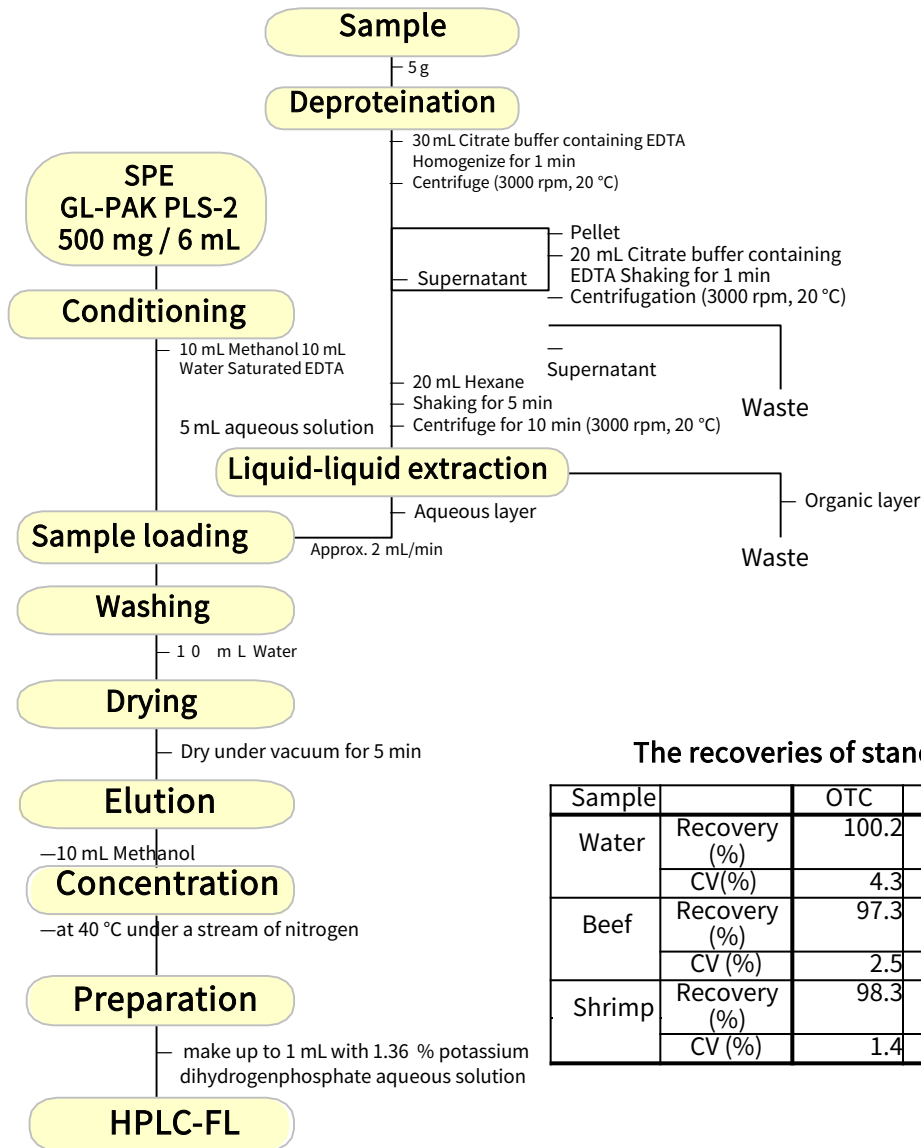 Sample
5 g
Deproteination
30 mL Citrate buffer containing EDTA
Homogenize for 1 min
Centrifuge (3000 rpm, 20 °C)
Pellet
20 mL Citrate buffer containing
EDTA Shaking for 1 min
Centrifugation (3000 rpm, 20 °C)
Supernatant
Supernatant
Waste
20 mL Hexane
Shaking for 5 min
Centrifuge for 10 min (3000 rpm, 20 °C)
5 mL aqueous solution
Liquid-liquid extraction
Organic layer
Waste
Aqueous layer
Approx. 2 mL/min
SPE
GL-PAK PLS-2
500 mg / 6 mL
Conditioning
10 mL Methanol 10 mL
Water Saturated EDTA
Sample loading
Washing
1 0 m L Water
Drying
Dry under vacuum for 5 min
Elution
—10 mL Methanol
Concentration
—at 40 °C under a stream of nitrogen
Preparation
make up to 1 mL with 1.36 % potassium
dihydrogenphosphate aqueous solution
HPLC-FL
The recoveries of
Sample OTC
Water Recovery (%) 100.2
CV(%) 4.3
Beef Recovery (%) 97.3
CV (%) 2.5
Shrimp Recovery (%) 98.3
CV (%) 1.4